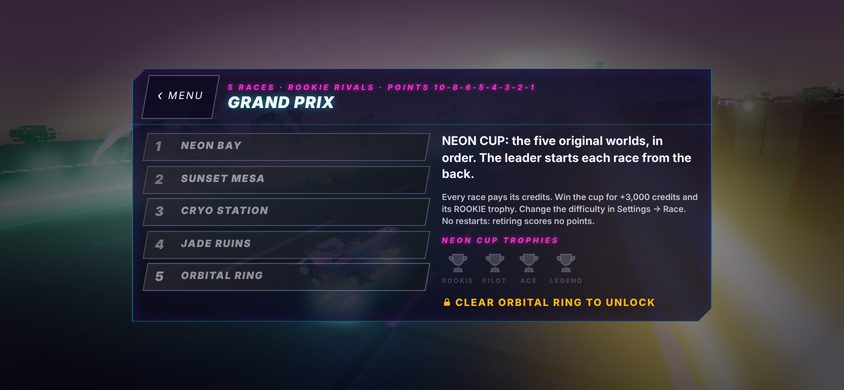 MENU
5 RACES · ROOKIE RIVALS · POINTS 10-8-6-5-4-3-2-1
GRAND PRIX
1 NEON BAY
2 SUNSET MESA
3 CRYO STATION
4 JADE RUINS
5 ORBITAL RING
NEON CUP: the five original worlds, in
order. The leader starts each race from the
back.
Every race pays its credits. Win the cup for +3,000 credits and
its ROOKIE trophy. Change the difficulty in Settings → Race.
No restarts: retiring scores no points.
NEON CUP TROPHIES
ROOKIE PILOT ACE LEGEND
CLEAR ORBITAL RING TO UNLOCK